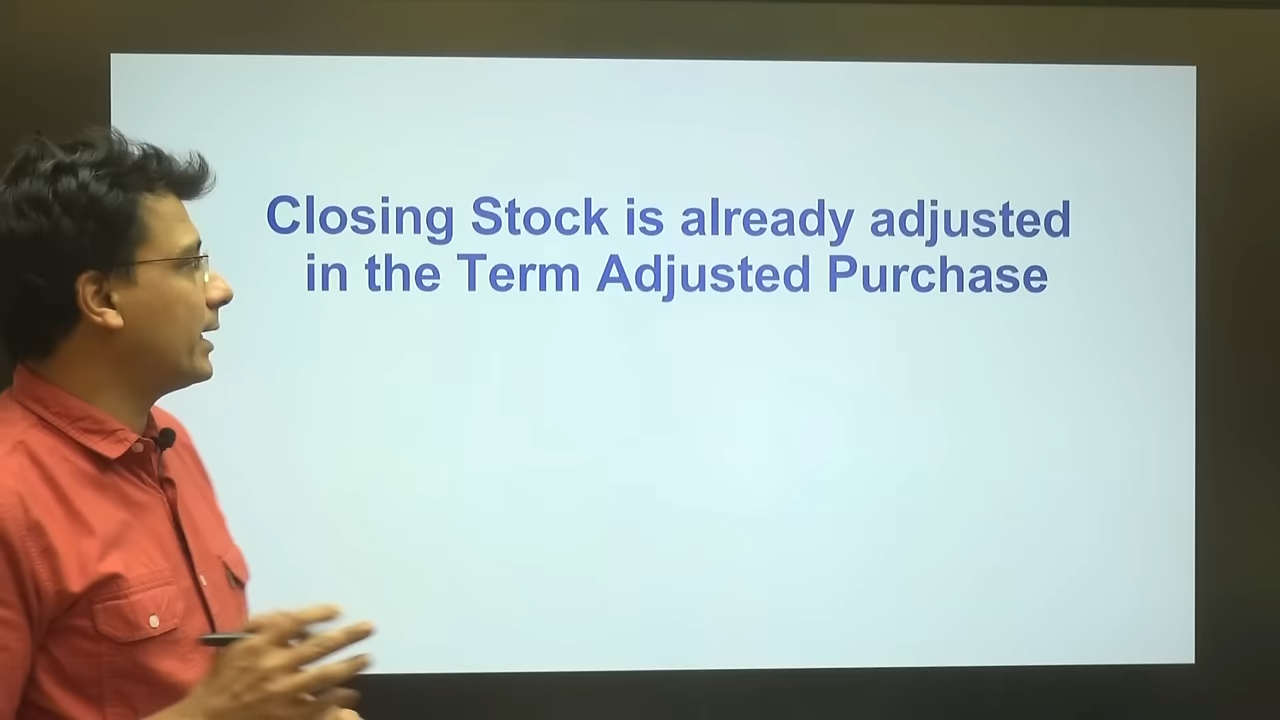 Closing Stock is already adjusted
in the Term Adjusted Purchase